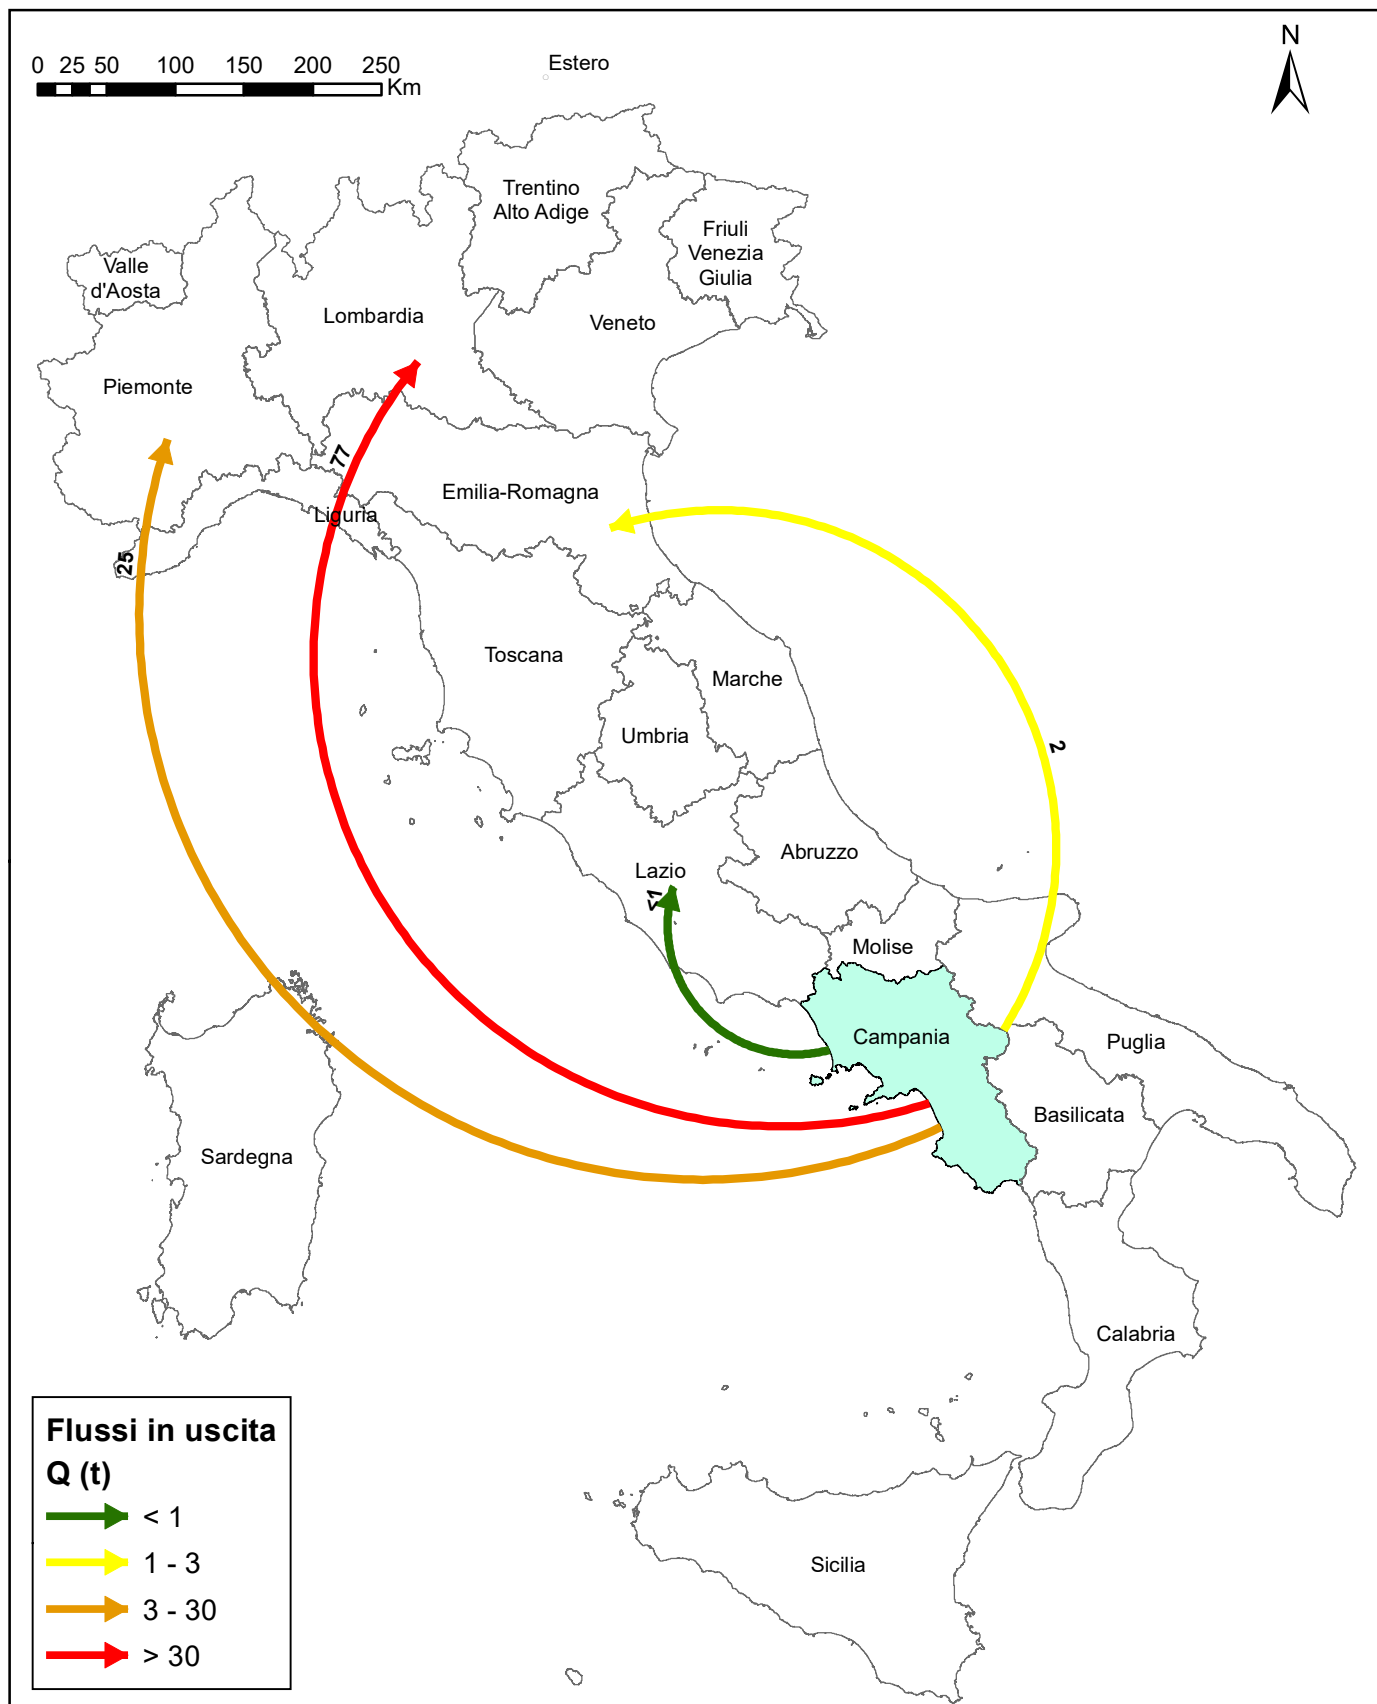 N
0 25 50 100 150 200 250
Km
Estero
Trentino
Alto Adige
Friuli
Venezia
Giulia
Valle
d'Aosta
Lombardia
Veneto
Piemonte
77
Emilia-Romagna
Liguria
25
Toscana
Marche
Umbria
2
Abruzzo
Lazio
<1
Molise
Campania
Puglia
Basilicata
Sardegna
Calabria
Sicilia
Flussi in uscita
Q (t)
< 1
1 - 3
3 - 30
> 30